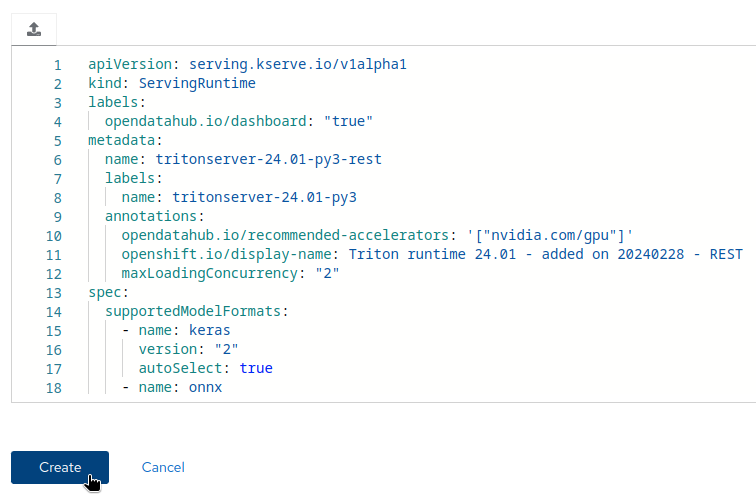 1 apiVersion: serving.kserve.io/v1alpha1
2 kind: ServingRuntime
3 labels:
4   opendatahub.io/dashboard: "true"
5 metadata:
6   name: tritonserver-24.01-py3-rest
7   labels:
8     name: tritonserver-24.01-py3
9   annotations:
10     opendatahub.io/recommended-accelerators: '["nvidia.com/gpu"]'
11     openshift.io/display-name: Triton runtime 24.01 - added on 20240228 - REST
12     maxLoadingConcurrency: "2"
13 spec:
14   supportedModelFormats:
15     - name: keras
16       version: "2"
17       autoSelect: true
18     - name: onnx
Create Cancel